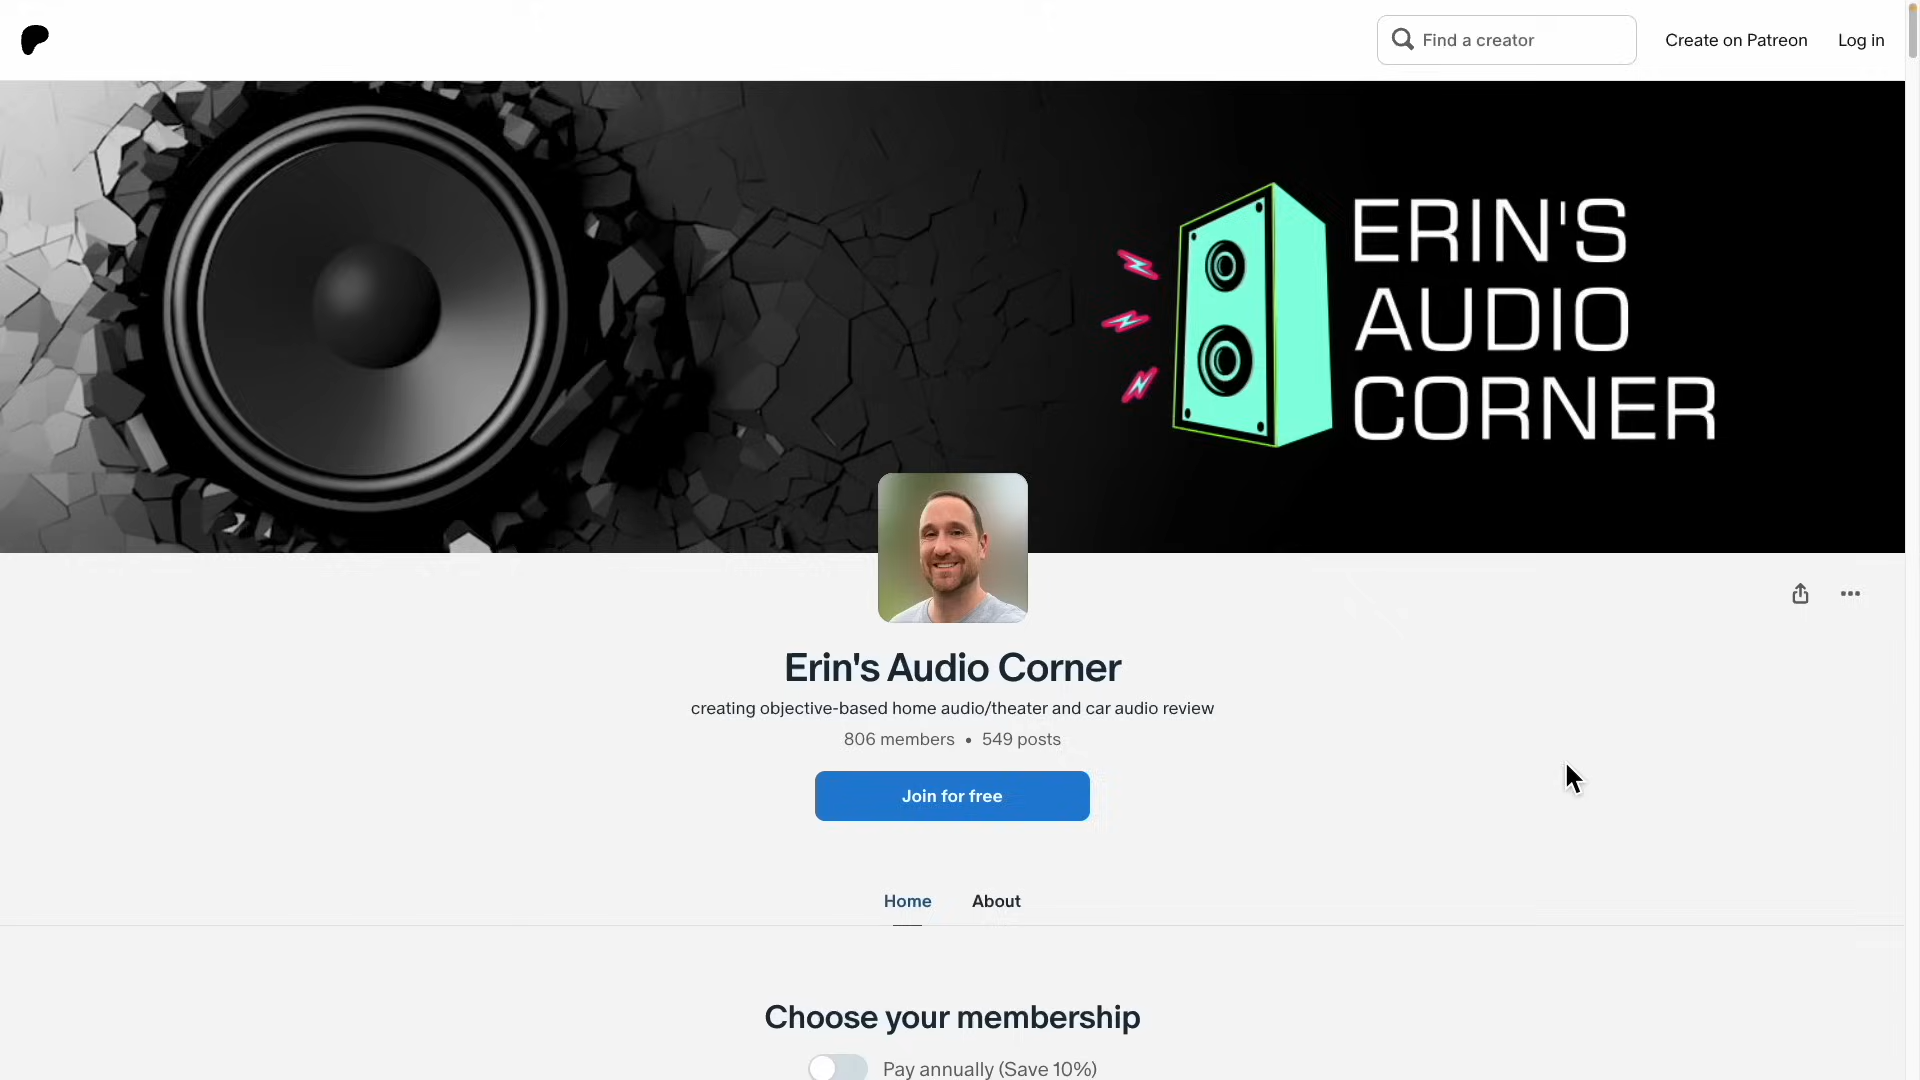 Find a creator
Create on Patreon
Log in
ERIN'S
AUDIO
CORNER
Erin's Audio Corner
creating objective-based home audio/theater and car audio review
806 members • 549 posts
Join for free
Home
About
Choose your membership
Pay annually (Save 10%)